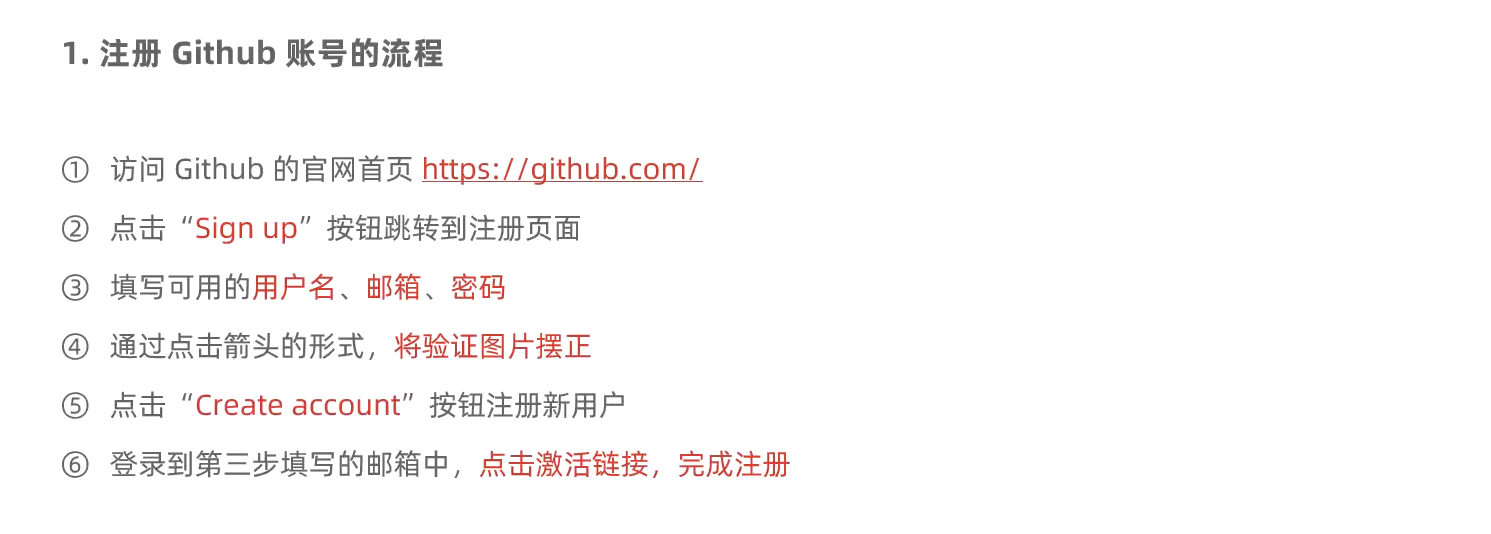 1. 注册 Github 账号的流程
① 访问 Github 的官网首页 https://github.com/
② 点击“Sign up”按钮跳转到注册页面
③ 填写可用的用户名、邮箱、密码
④ 通过点击箭头的形式，将验证图片摆正
⑤ 点击“Create account”按钮注册新用户
⑥ 登录到第三步填写的邮箱中，点击激活链接，完成注册